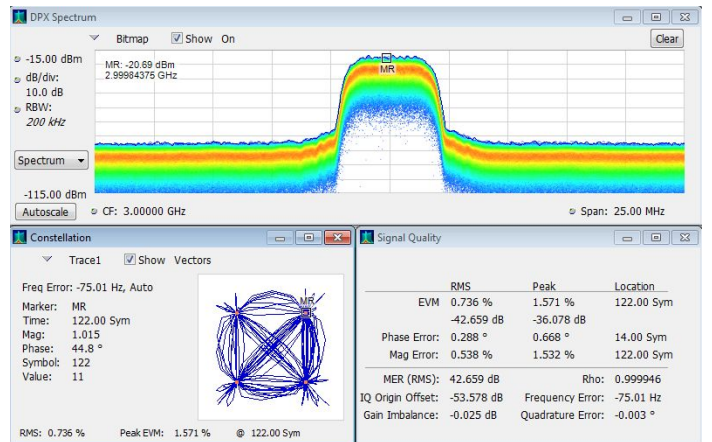 DPX Spectrum
Bitmap Show On Clear
-15.00 dBm
MR: -20.69 dBm
2.99984375 GHz
MR
dB/div:
10.0 dB
RBW:
200 kHz
Spectrum
-115.00 dBm
Autoscale CF: 3.00000 GHz Span: 25.00 MHz
Constellation
Trace1 Show Vectors
Freq Error: -75.01 Hz, Auto
Marker: MR
Time: 122.00 Sym
Mag: 1.015
Phase: 44.8 °
Symbol: 122
Value: 11
MR
RMS: 0.736 % Peak EVM: 1.571 % @ 122.00 Sym
Signal Quality
RMS Peak Location
EVM 0.736 % 1.571 % 122.00 Sym
-42.659 dB -36.078 dB
Phase Error: 0.288 ° 0.668 ° 14.00 Sym
Mag Error: 0.538 % 1.532 % 122.00 Sym
MER (RMS): 42.659 dB Rho: 0.999946
IQ Origin Offset: -53.578 dB Frequency Error: -75.01 Hz
Gain Imbalance: -0.025 dB Quadrature Error: -0.003 °